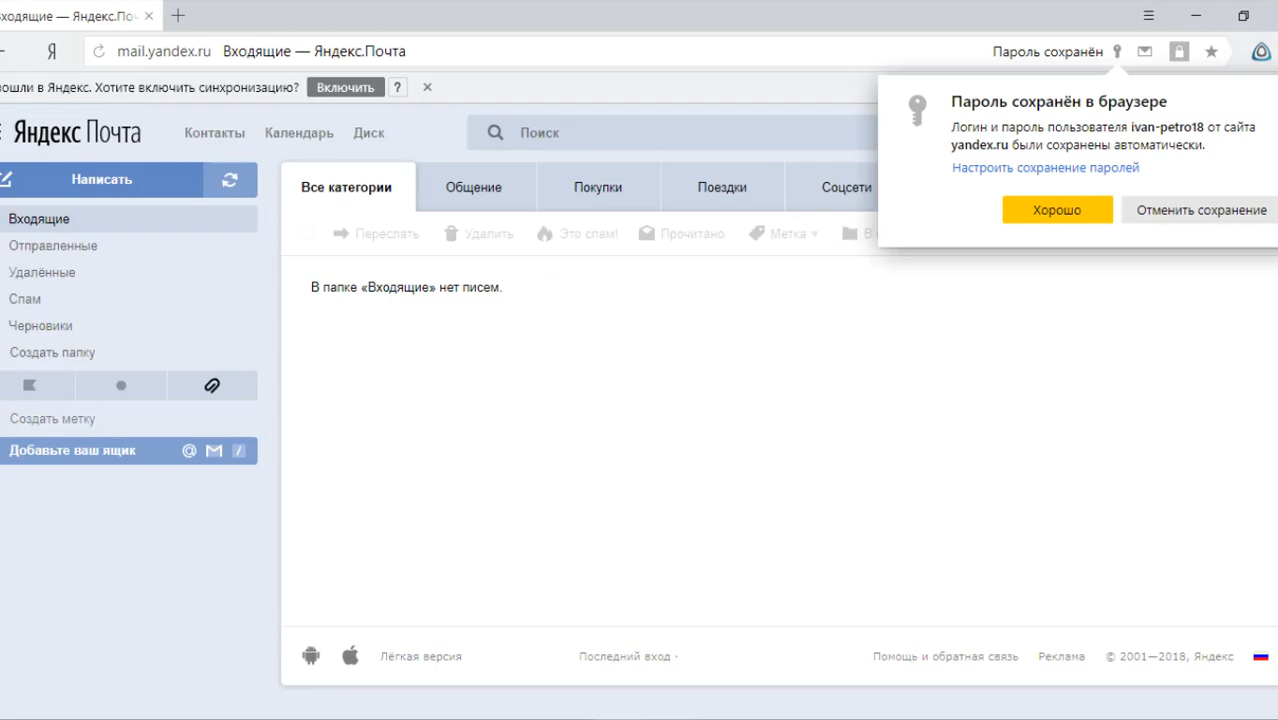 ходящие — Яндекс.По
Я
mail.yandex.ru Входящие — Яндекс.Почта
Пароль сохранён
ошли в Яндекс. Хотите включить синхронизацию?
Включить
?
Пароль сохранён в браузере
Логин и пароль пользователя ivan-petro18 от сайта
yandex.ru были сохранены автоматически.
Настроить сохранение паролей
Хорошо
Отменить сохранение
Яндекс Почта
Контакты
Календарь
Диск
Поиск
Написать
Все категории
Общение
Покупки
Поездки
Соцсети
Входящие
Отправленные
Удалённые
Спам
Черновики
Создать папку
Переслать
Удалить
Это спам!
Прочитано
Метка
В
В папке «Входящие» нет писем.
Создать метку
Добавьте ваш ящик
Лёгкая версия
Последний вход ·
Помощь и обратная связь
Реклама
© 2001—2018, Яндекс